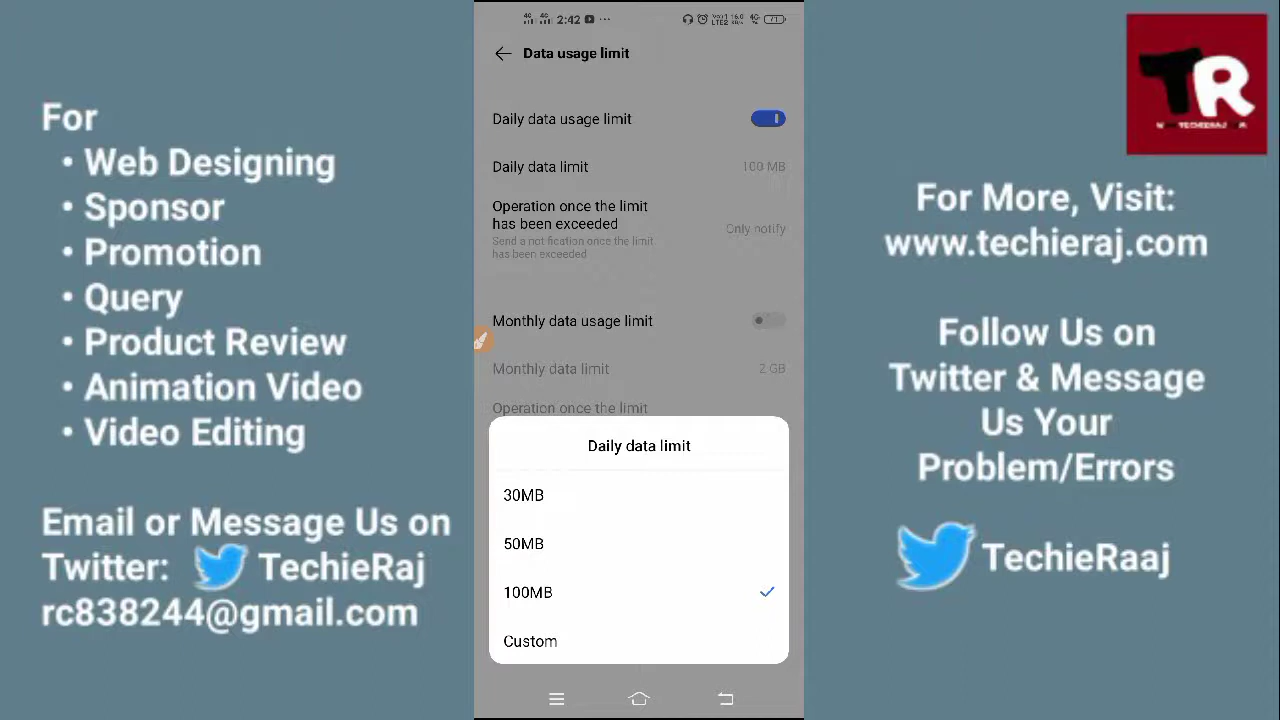 For
• Web Designing
• Sponsor
• Promotion
• Query
• Product Review
• Animation Video
• Video Editing
Email or Message Us on
Twitter: TechieRaj
rc838244@gmail.com
4G 4G 2:42 ...
71
Data usage limit
Daily data usage limit
Daily data limit 100 MB
Operation once the limit
has been exceeded
Only notify
Send a notification once the limit
has been exceeded
Monthly data usage limit
Monthly data limit 2 GB
Operation once the limit
Daily data limit
30MB
50MB
100MB
Custom
TR
For More, Visit:
www.techieraj.com
Follow Us on
Twitter & Message
Us Your
Problem/Errors
TechieRaaj